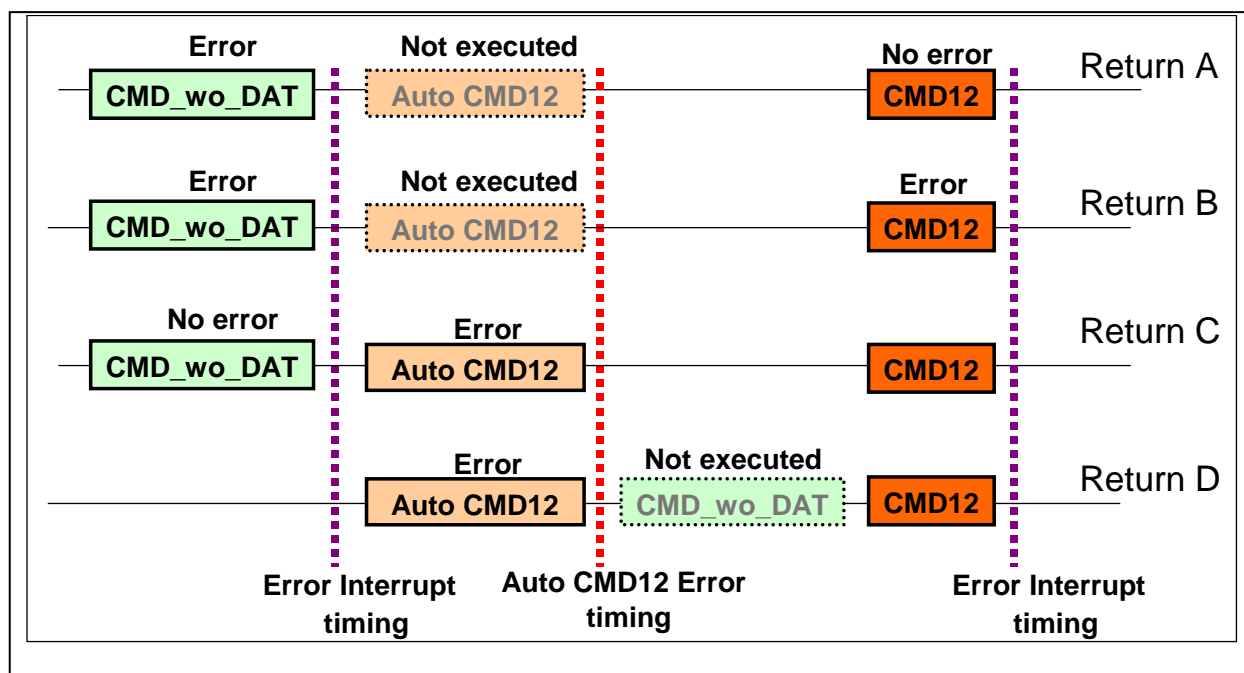 Error
Not executed
No error
Return A
CMD_wo_DAT
Auto CMD12
CMD12
Error
Not executed
Error
Return B
CMD_wo_DAT
Auto CMD12
CMD12
No error
Error
Return C
CMD_wo_DAT
Auto CMD12
CMD12
Error
Not executed
Return D
Auto CMD12
CMD_wo_DAT
CMD12
Error Interrupt
timing
Auto CMD12 Error
timing
Error Interrupt
timing